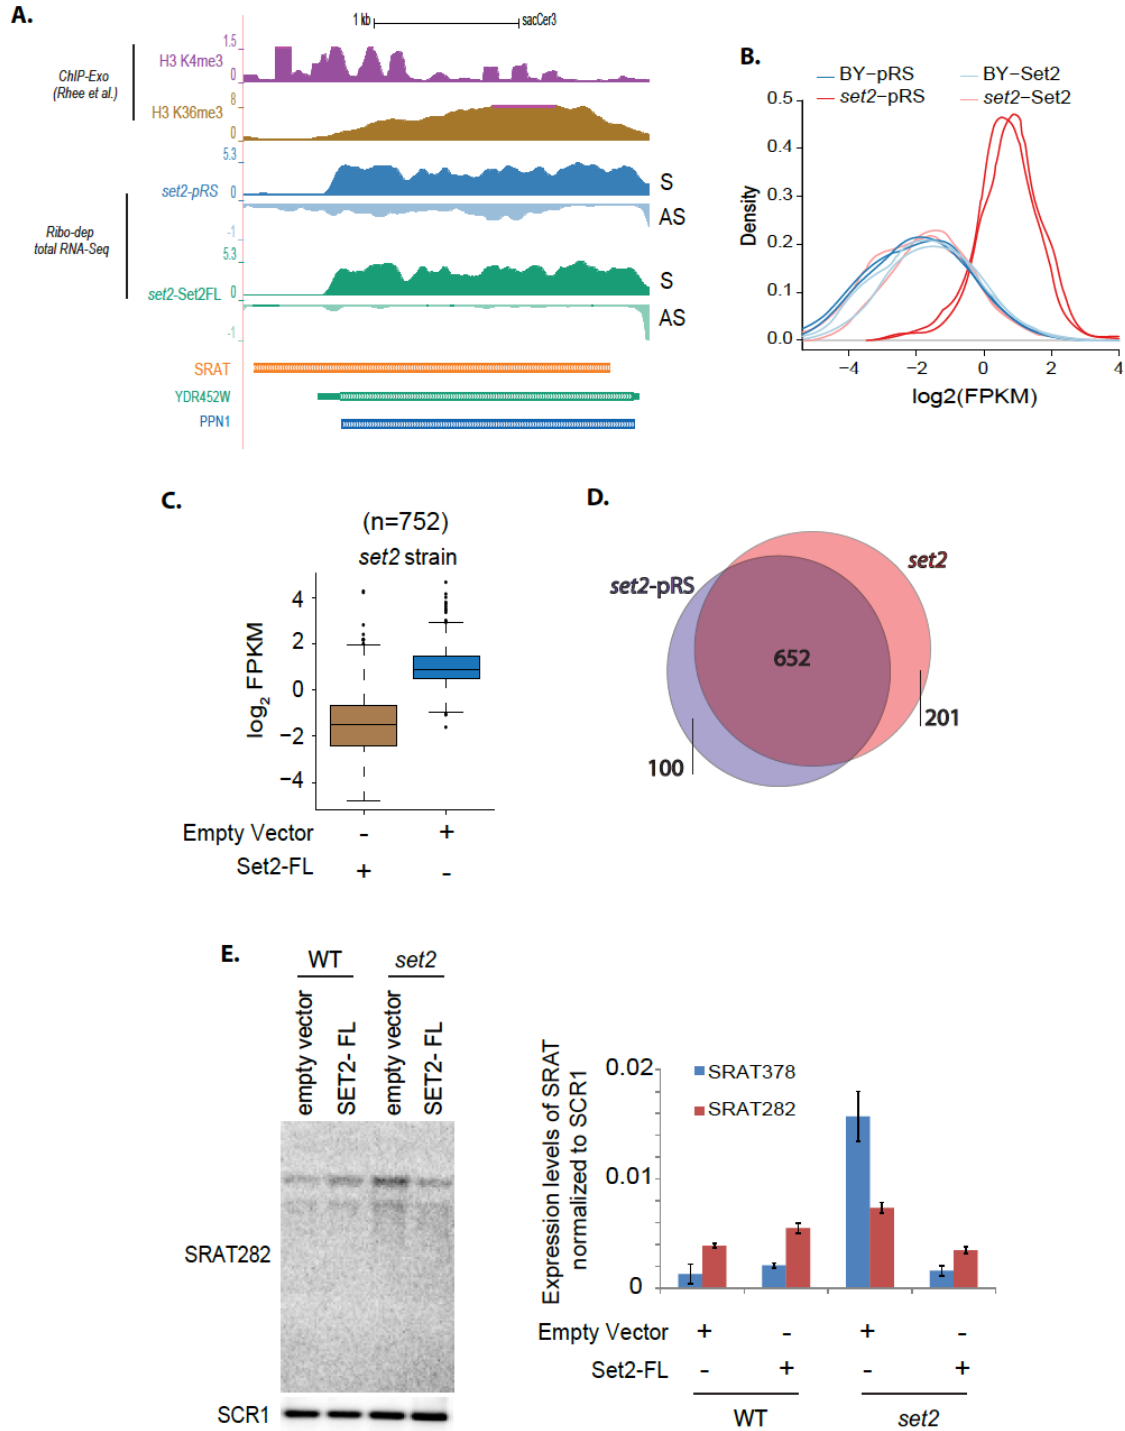 A.
1 kb
sacCer3
ChIP-Exo
(Rhee et al.)
H3 K4me3
1.5
0
H3 K36me3
8
0
Ribo-dep
total RNA-Seq
set2-pRS
5.3
0
S
AS
-1
set2-Set2FL
5.3
0
S
AS
-1
SRAT
YDR452W
PPN1
B.
BY−pRS
BY−Set2
set2−pRS
set2−Set2
Density
0.5
0.4
0.3
0.2
0.1
0.0
−4
−2
0
2
4
log2(FPKM)
C.
(n=752)
set2 strain
log2 FPKM
4
2
0
−2
−4
Empty Vector - +
Set2-FL + -
D.
set2-pRS
set2
652
201
100
E.
WT
set2
empty vector
SET2- FL
empty vector
SET2- FL
SRAT282
SCR1
Expression levels of SRAT
normalized to SCR1
0.02
0.01
0
SRAT378
SRAT282
Empty Vector + - + -
Set2-FL - + - +
WT
set2